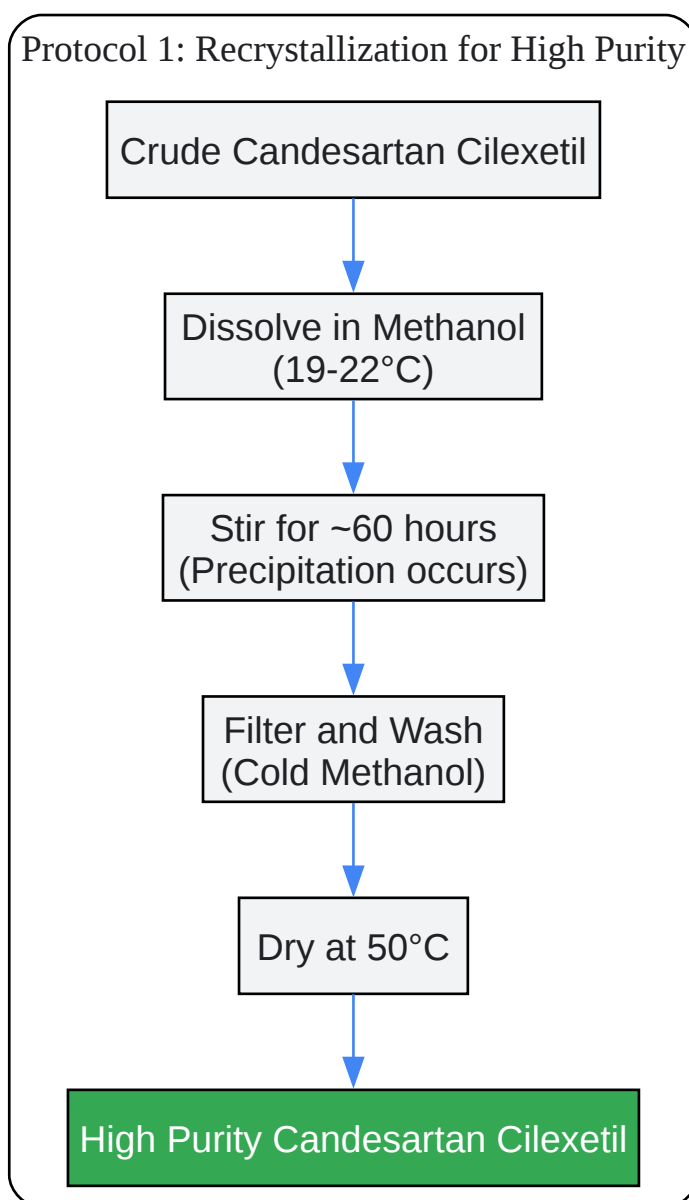 Protocol 1: Recrystallization for High Purity
Crude Candesartan Cilexetil
Dissolve in Methanol
(19-22°C)
Stir for ~60 hours
(Precipitation occurs)
Filter and Wash
(Cold Methanol)
Dry at 50°C
High Purity Candesartan Cilexetil